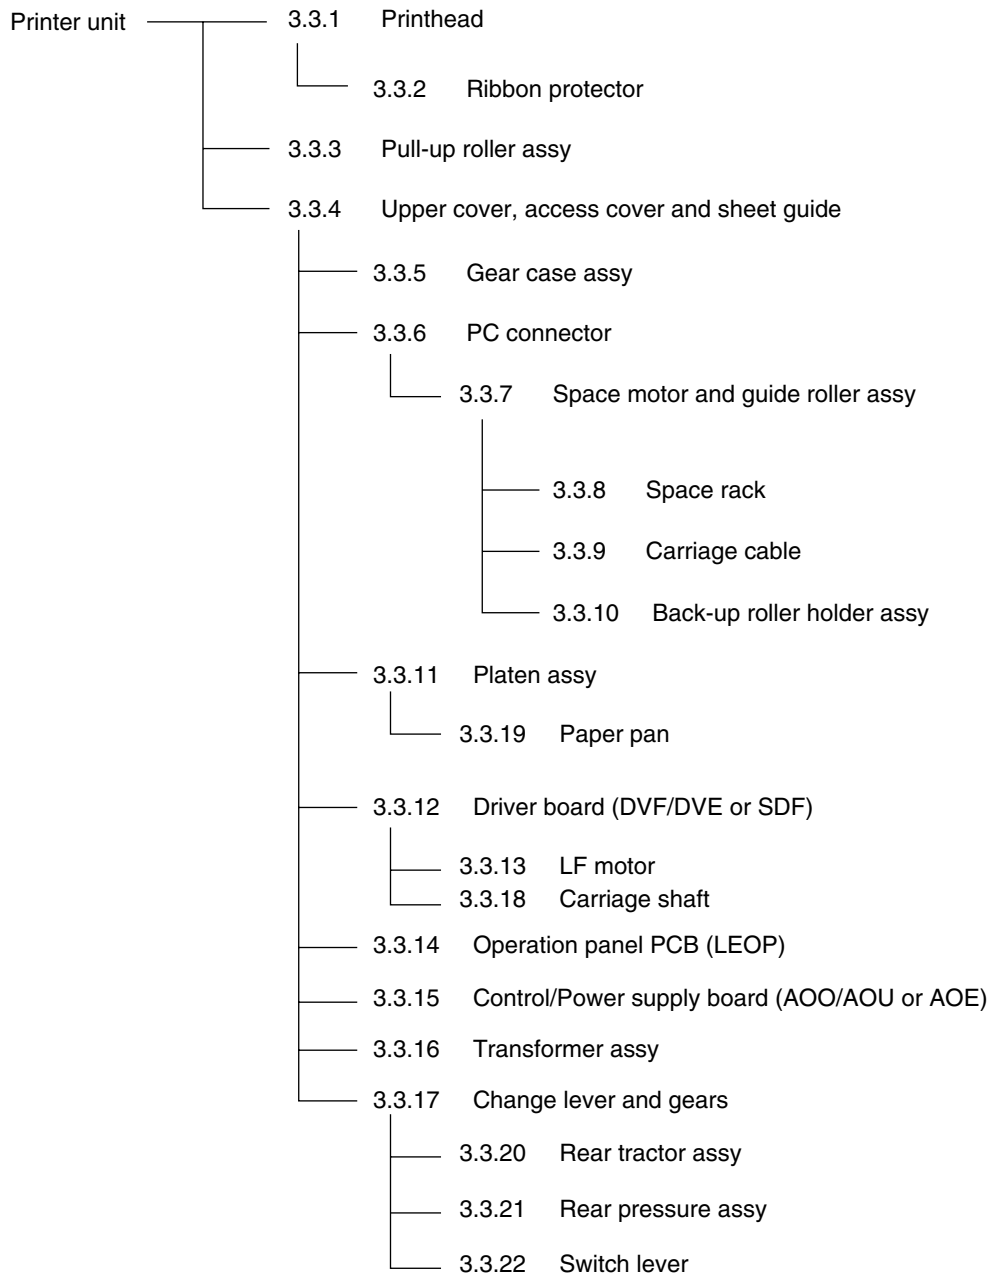 Printer unit 3.3.1 Printhead
3.3.2 Ribbon protector
3.3.3 Pull-up roller assy
3.3.4 Upper cover, access cover and sheet guide
3.3.5 Gear case assy
3.3.6 PC connector
3.3.7 Space motor and guide roller assy
3.3.8 Space rack
3.3.9 Carriage cable
3.3.10 Back-up roller holder assy
3.3.11 Platen assy
3.3.19 Paper pan
3.3.12 Driver board (DVF/DVE or SDF)
3.3.13 LF motor
3.3.18 Carriage shaft
3.3.14 Operation panel PCB (LEOP)
3.3.15 Control/Power supply board (AOO/AOU or AOE)
3.3.16 Transformer assy
3.3.17 Change lever and gears
3.3.20 Rear tractor assy
3.3.21 Rear pressure assy
3.3.22 Switch lever